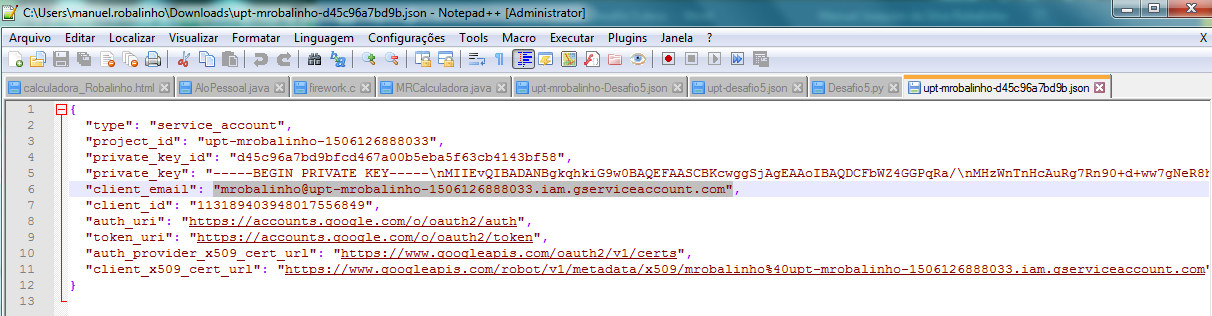 C:\Users\manuel.robalinho\Downloads\upt-mrobalinho-d45c96a7bd9b.json - Notepad++ [Administrator]
Arquivo Editar Localizar Visualizar Formatar Linguagem Configurações Tools Macro Executar Plugins Janela ? X
calculadora_Robalinho.html AloPessoal.java firework.c MRCalculadora.java upt-mrobalinho-Desafio5.json upt-desafio5.json Desafio5.py upt-mrobalinho-d45c96a7bd9b.json
1 {
2 "type": "service_account",
3 "project_id": "upt-mrobalinho-1506126888033",
4 "private_key_id": "d45c96a7bd9bfcd467a00b5eba5f63cb4143bf58",
5 "private_key": "-----BEGIN PRIVATE KEY-----\nMIIEvQIBADANBgkqhkiG9w0BAQEFAASCBKcwggSjAgEAAoIBAQDCFbWZ4GGPqRa/\nMHzWnTnHcAuRg7Rn90+d+ww7gNeR8h
6 "client_email": "mrobalinho@upt-mrobalinho-1506126888033.iam.gserviceaccount.com",
7 "client_id": "113189403948017556849",
8 "auth_uri": "https://accounts.google.com/o/oauth2/auth",
9 "token_uri": "https://accounts.google.com/o/oauth2/token",
10 "auth_provider_x509_cert_url": "https://www.googleapis.com/oauth2/v1/certs",
11 "client_x509_cert_url": "https://www.googleapis.com/robot/v1/metadata/x509/mrobalinho%40upt-mrobalinho-1506126888033.iam.gserviceaccount.com"
12 }
13